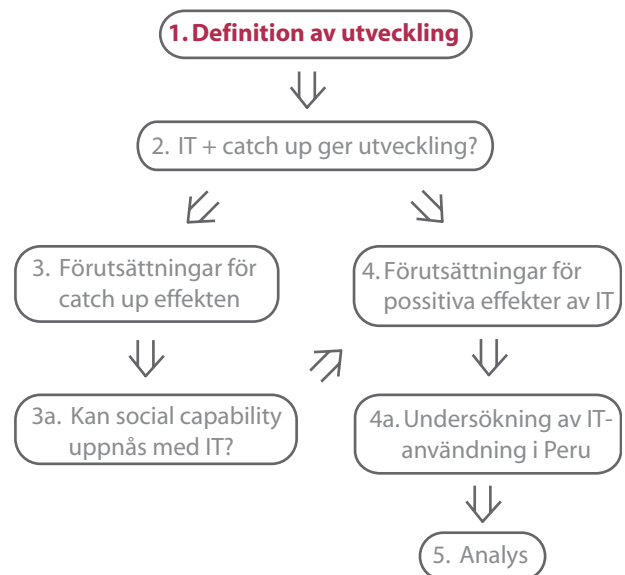 1. Definition av utveckling
2. IT + catch up ger utveckling?
3. Förutsättningar för
catch up effekten
4. Förutsättningar för
possitiva effekter av IT
3a. Kan social capability
uppnås med IT?
4a. Undersökning av IT-
användning i Peru
5. Analys